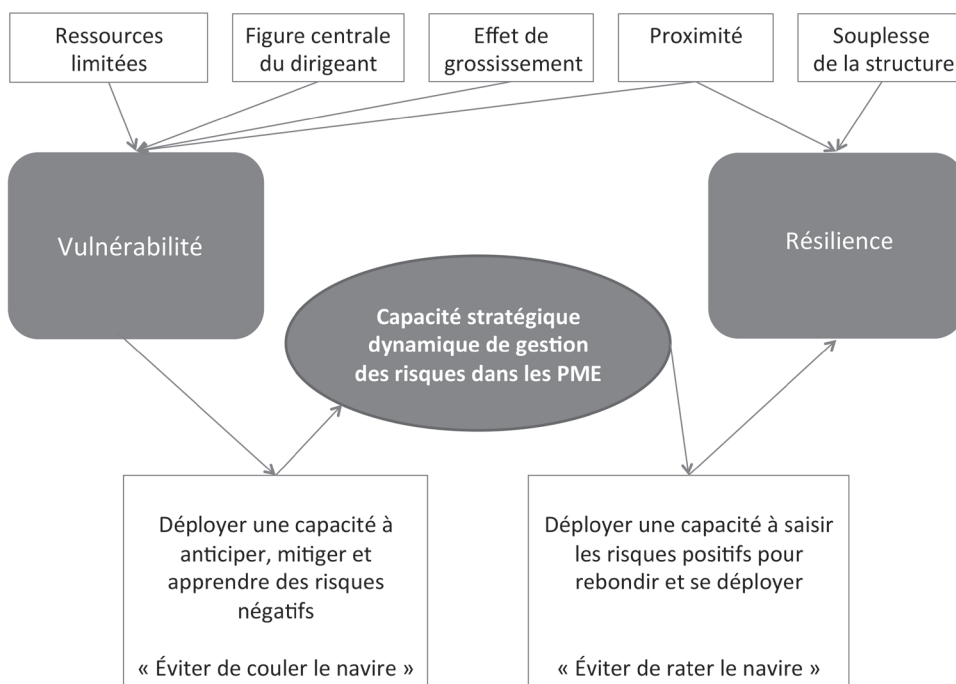 Ressources
limitées
Figure centrale
du dirigeant
Effet de
grossissement
Proximité
Souplesse
de la structure
Vulnérabilité
Résilience
Capacité stratégique
dynamique de gestion
des risques dans les PME
Déployer une capacité à
anticiper, mitiger et
apprendre des risques
négatifs
« Éviter de couler le navire »
Déployer une capacité à saisir
les risques positifs pour
rebondir et se déployer
« Éviter de rater le navire »